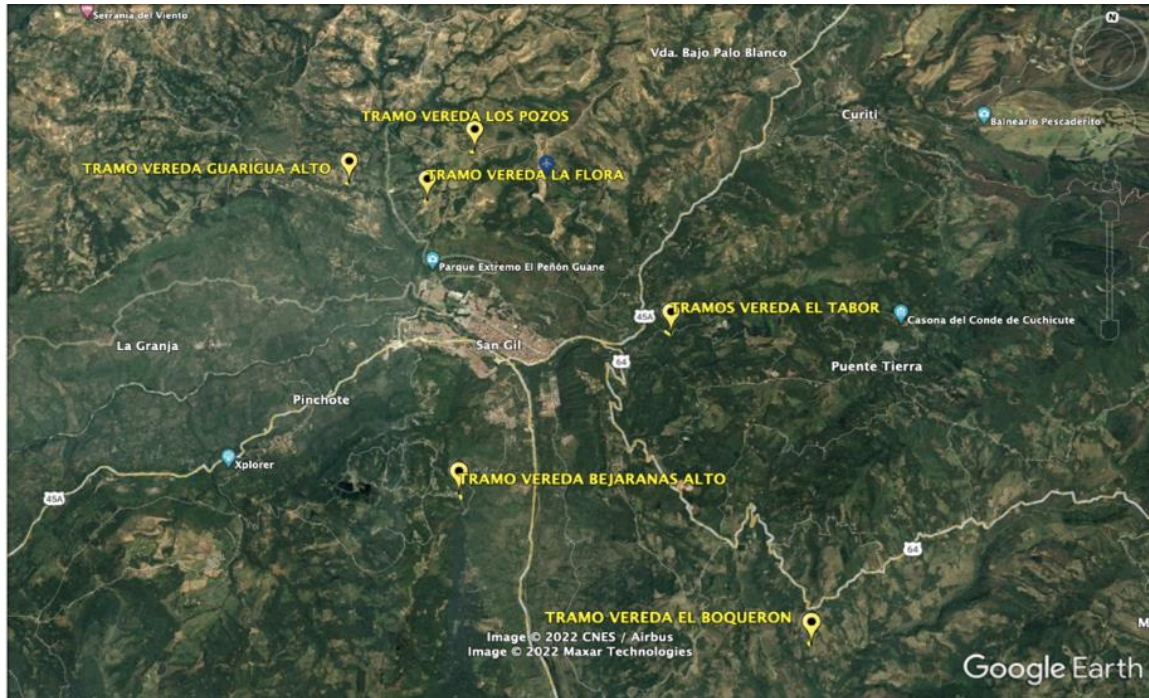 Serrania del Viento
N
Vda. Bajo Palo Blanco
TRAMO VEREDA LOS POZOS
Curiti
Balneario Pescaderito
TRAMO VEREDA GUARIGUA ALTO
TRAMO VEREDA LA FLORA
Parque Extremo El Peñón Guane
TRAMOS VEREDA EL TABOR
45A
Casona del Conde de Cuchicute
La Granja
San Gil
64
Puente Tierra
Pinchote
Xplorer
TRAMO VEREDA BEJARANAS ALTO
45A
64
TRAMO VEREDA EL BOQUERON
M
Image © 2022 CNES / Airbus
Image © 2022 Maxar Technologies
Google Earth